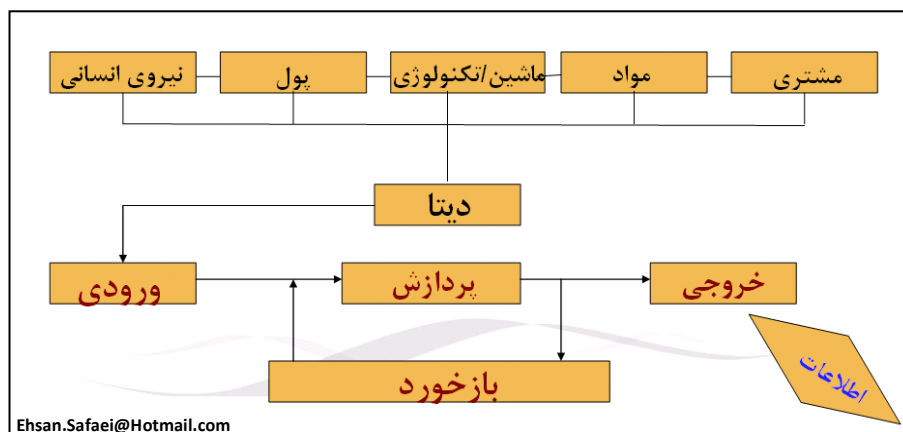 مشتری
مواد
ماشین/تکنولوژی
پول
نیروی انسانی
دیتا
ورودی
پردازش
خروجی
بازخورد
اطلاعات
Ehsan.Safaei@Hotmail.com